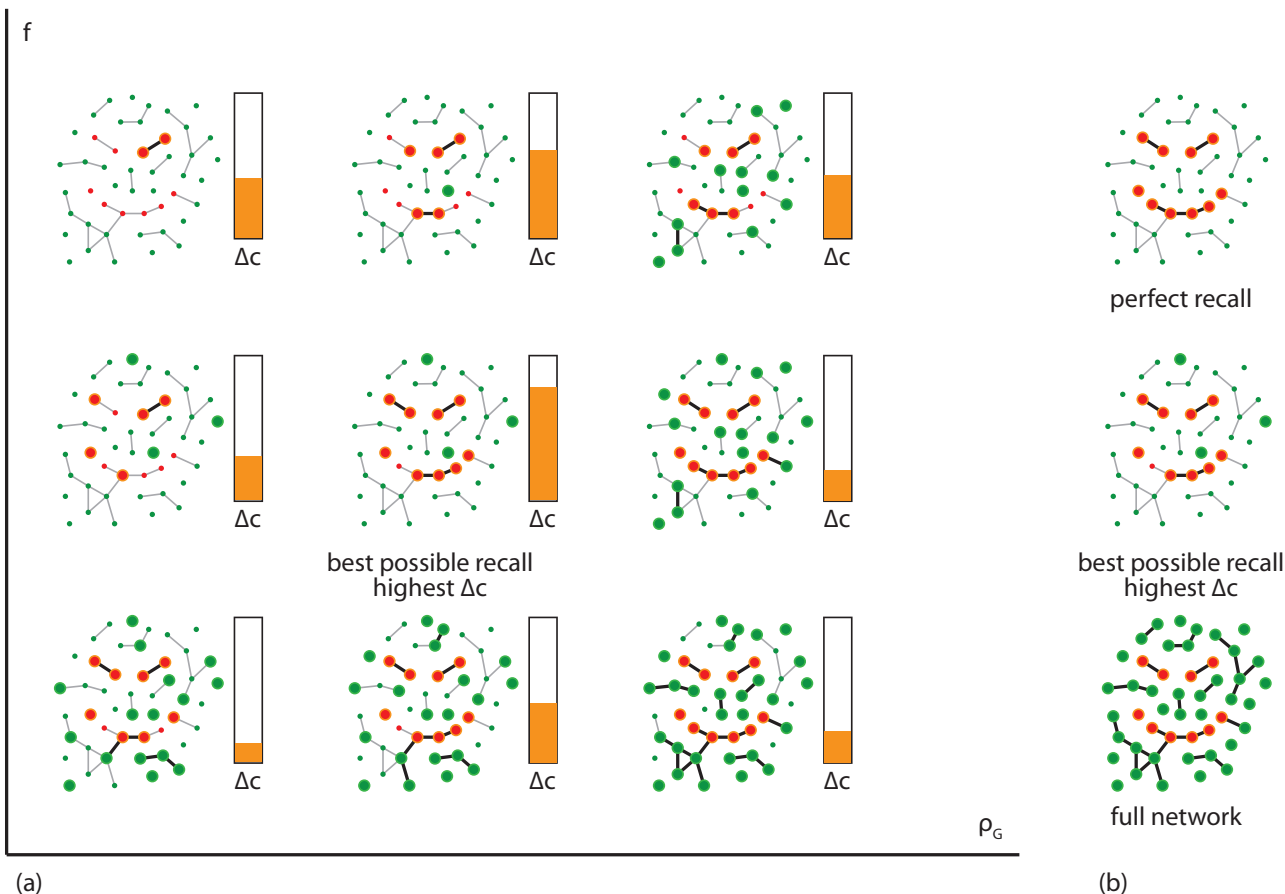 f
Δc
Δc
Δc
perfect recall
Δc
Δc
Δc
best possible recall
highest Δc
best possible recall
highest Δc
Δc
Δc
Δc
full network
ρG
(a)
(b)